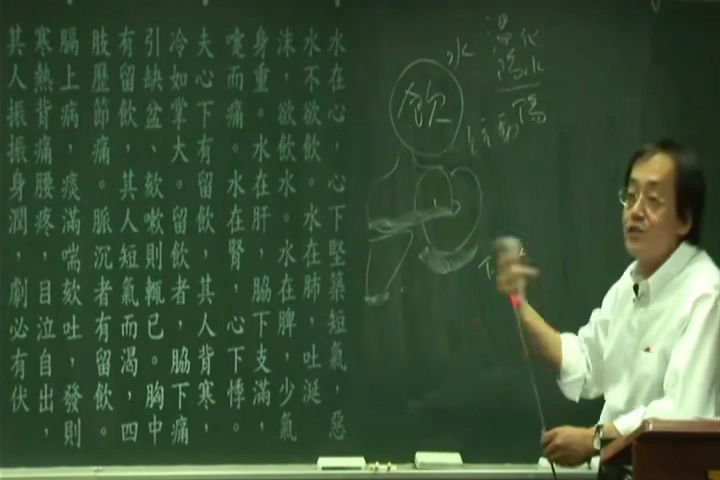 水在心，心下堅築短氣，惡
水不欲飲。水在肺，吐涎
沫，欲飲水。水在脾，少氣
身重。水在肝，脇下支滿，
嚏而痛。水在腎，心下悸。
夫心下有留飲，其人背寒，
冷如掌大。留飲者，脇下痛
引缺盆、欬嗽則輒已。胸中
有留飲，其人短氣而渴，四
肢歷節痛。脈沉者有留飲。
膈上病，痰滿喘欬吐，發則
寒熱背痛腰疼，目泣自出，
其人振振身潤，劇必有伏
飲
水
陽